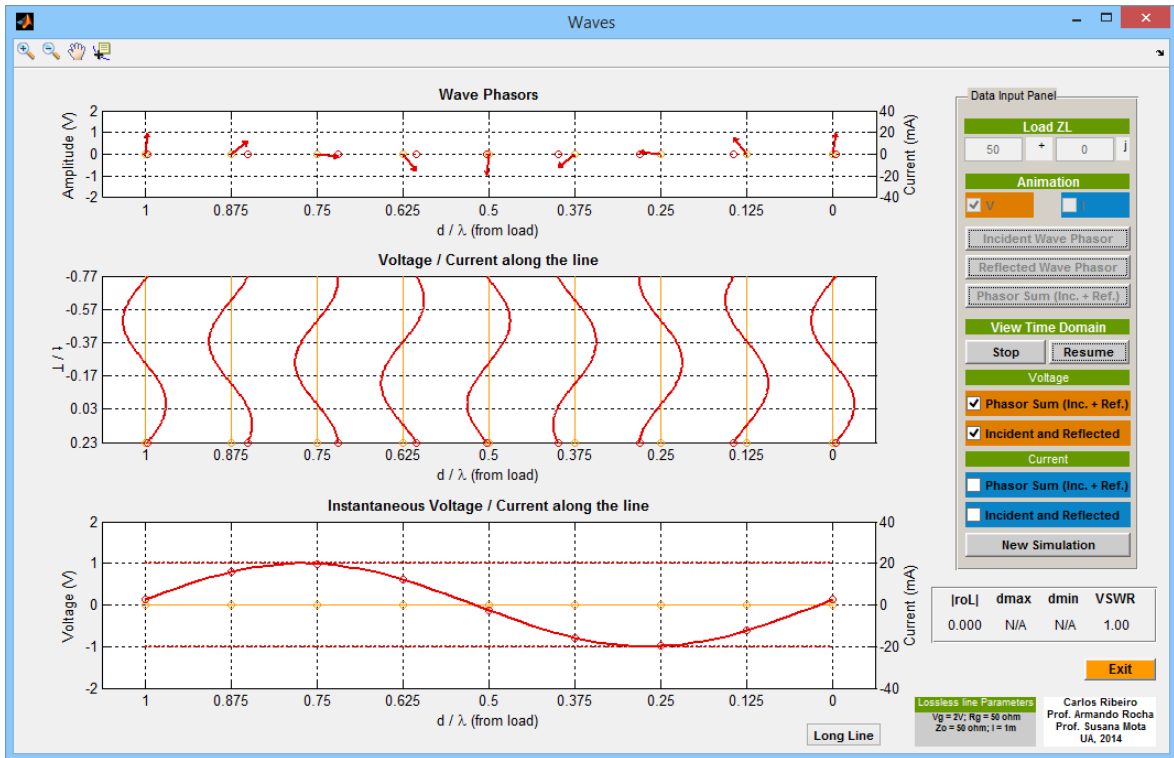 Waves
Wave Phasors
Amplitude (V)
2
1
0
-1
-2
Current (mA)
40
20
0
-20
-40
1 0.875 0.75 0.625 0.5 0.375 0.25 0.125 0
d / λ (from load)
Voltage / Current along the line
t / T
-0.77
-0.57
-0.37
-0.17
0.03
0.23
1 0.875 0.75 0.625 0.5 0.375 0.25 0.125 0
d / λ (from load)
Instantaneous Voltage / Current along the line
Voltage (V)
2
1
0
-1
-2
Current (mA)
40
20
0
-20
-40
1 0.875 0.75 0.625 0.5 0.375 0.25 0.125 0
d / λ (from load)
Long Line
Data Input Panel
Load ZL
50 + 0 j
Animation
V I
Incident Wave Phasor
Reflected Wave Phasor
Phasor Sum (Inc. + Ref.)
View Time Domain
Stop Resume
Voltage
Phasor Sum (Inc. + Ref.)
Incident and Reflected
Current
Phasor Sum (Inc. + Ref.)
Incident and Reflected
New Simulation
|roL| dmax dmin VSWR
0.000 N/A N/A 1.00
Exit
Lossless line Parameters
Vg = 2V; Rg = 50 ohm
Zo = 50 ohm; l = 1m
Carlos Ribeiro
Prof. Armando Rocha
Prof. Susana Mota
UA, 2014